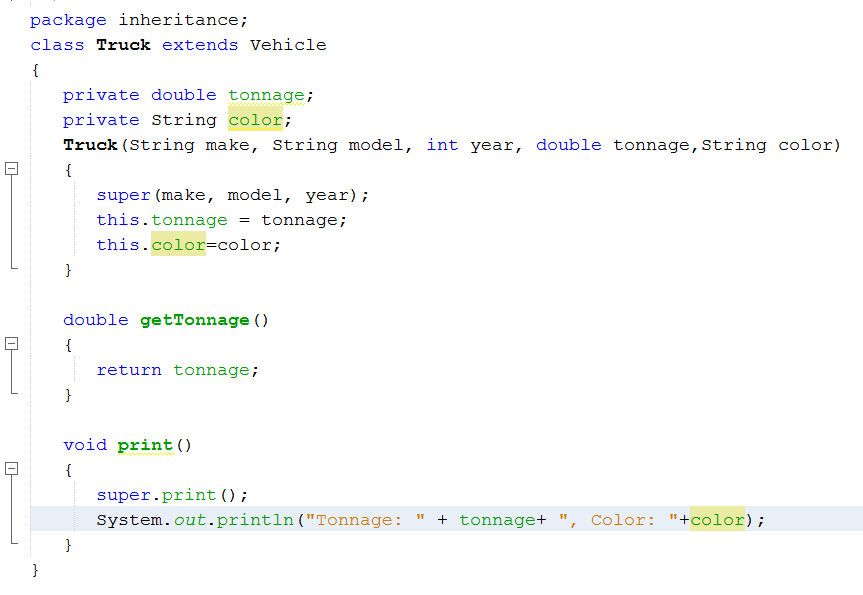 package inheritance;
class Truck extends Vehicle
{
private double tonnage;
private String color;
Truck(String make, String model, int year, double tonnage,String color)
{
super(make, model, year);
this.tonnage = tonnage;
this.color=color;
}
double getTonnage()
{
return tonnage;
}
void print()
{
super.print();
System.out.println("Tonnage: " + tonnage+ ", Color: "+color);
}
}